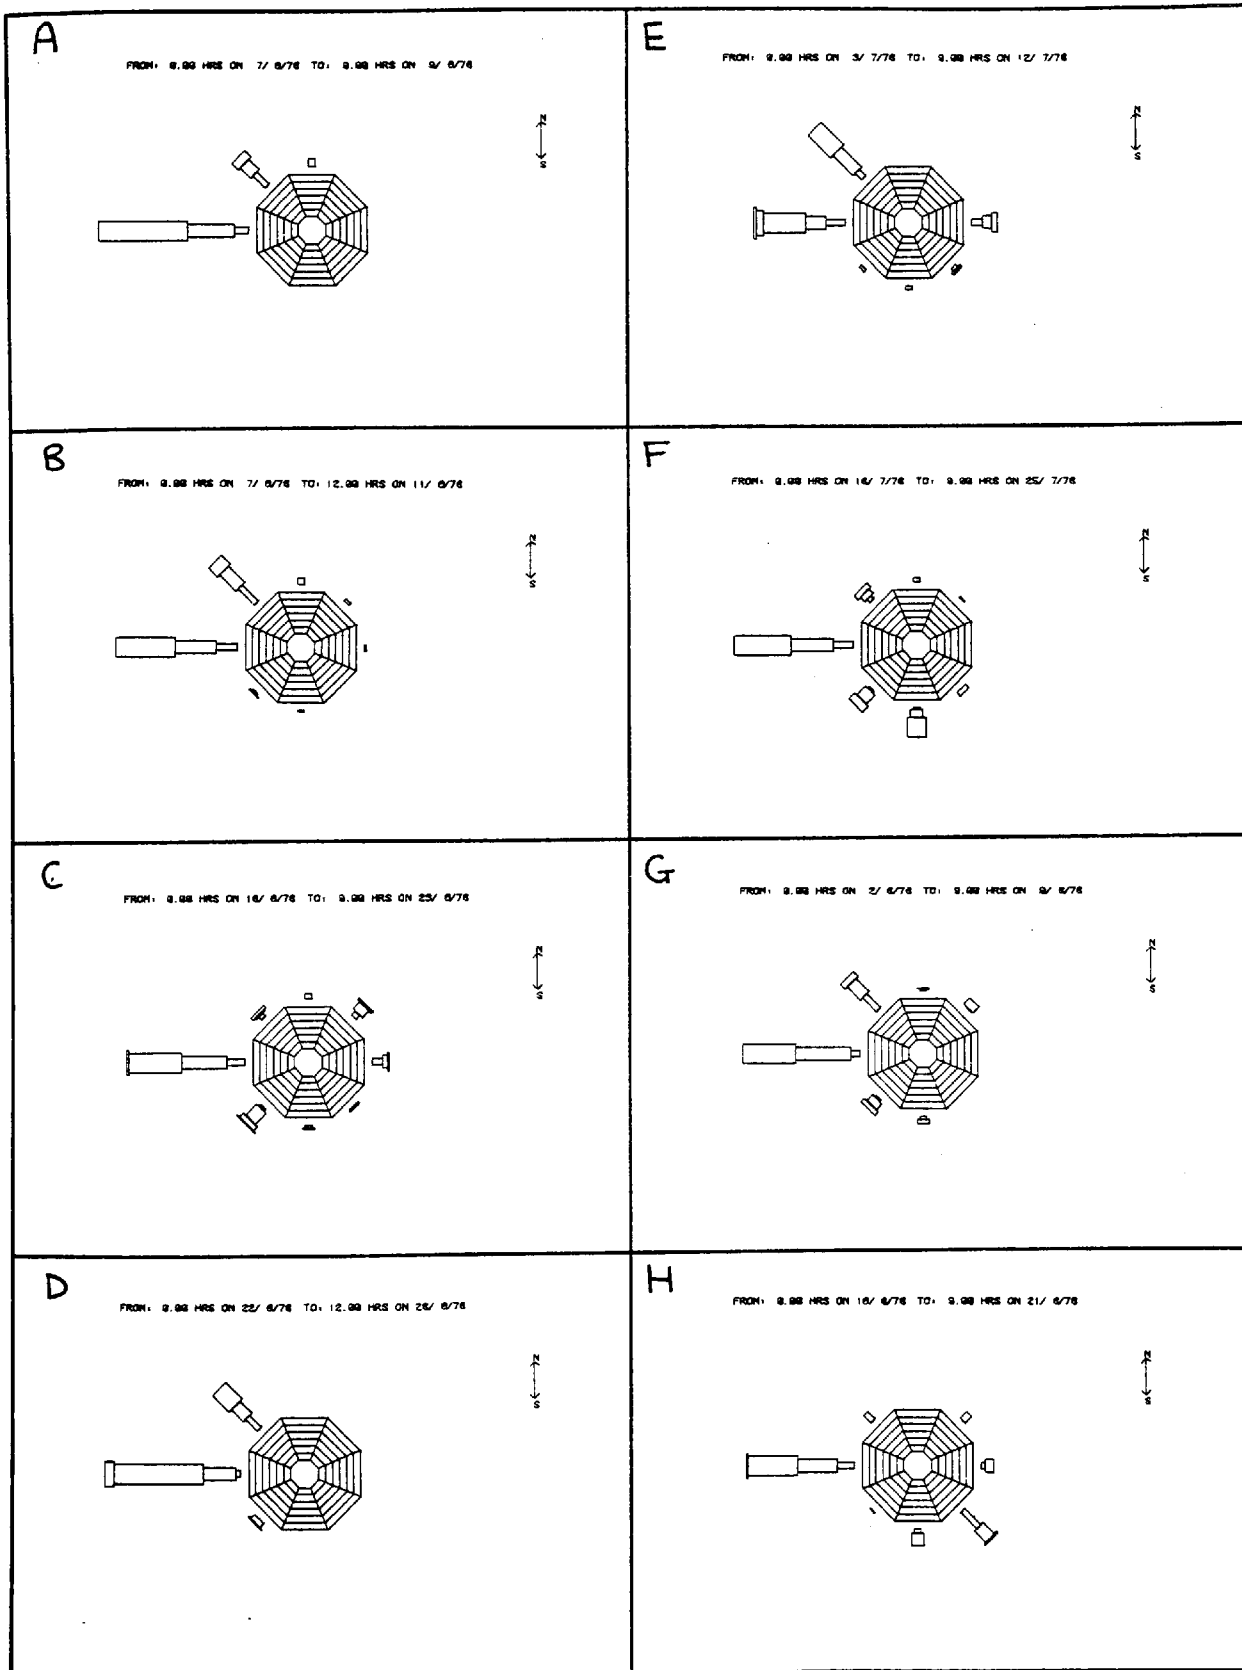 A
FROM: 0.00 HRS ON 7/ 6/76 TO: 9.00 HRS ON 9/ 6/76
N
S
B
FROM: 0.00 HRS ON 7/ 6/76 TO: 12.00 HRS ON 11/ 6/76
N
S
C
FROM: 0.00 HRS ON 16/ 6/76 TO: 9.00 HRS ON 25/ 6/76
N
S
D
FROM: 0.00 HRS ON 22/ 6/76 TO: 12.00 HRS ON 26/ 6/76
N
S
E
FROM: 0.00 HRS ON 3/ 7/76 TO: 9.00 HRS ON 12/ 7/76
N
S
F
FROM: 0.00 HRS ON 16/ 7/76 TO: 9.00 HRS ON 25/ 7/76
N
S
G
FROM: 0.00 HRS ON 2/ 6/76 TO: 9.00 HRS ON 9/ 6/76
N
S
H
FROM: 0.00 HRS ON 16/ 6/76 TO: 9.00 HRS ON 21/ 6/76
N
S